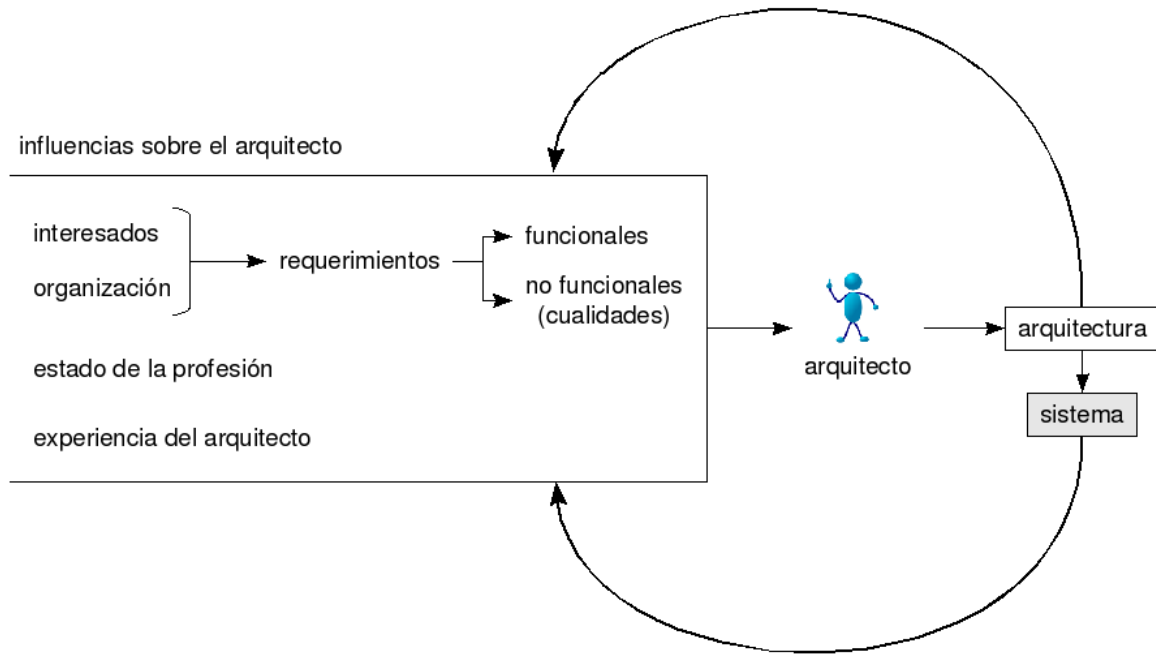 influencias sobre el arquitecto
interesados
organización
requerimientos
funcionales
no funcionales
(cualidades)
estado de la profesión
experiencia del arquitecto
arquitecto
arquitectura
sistema